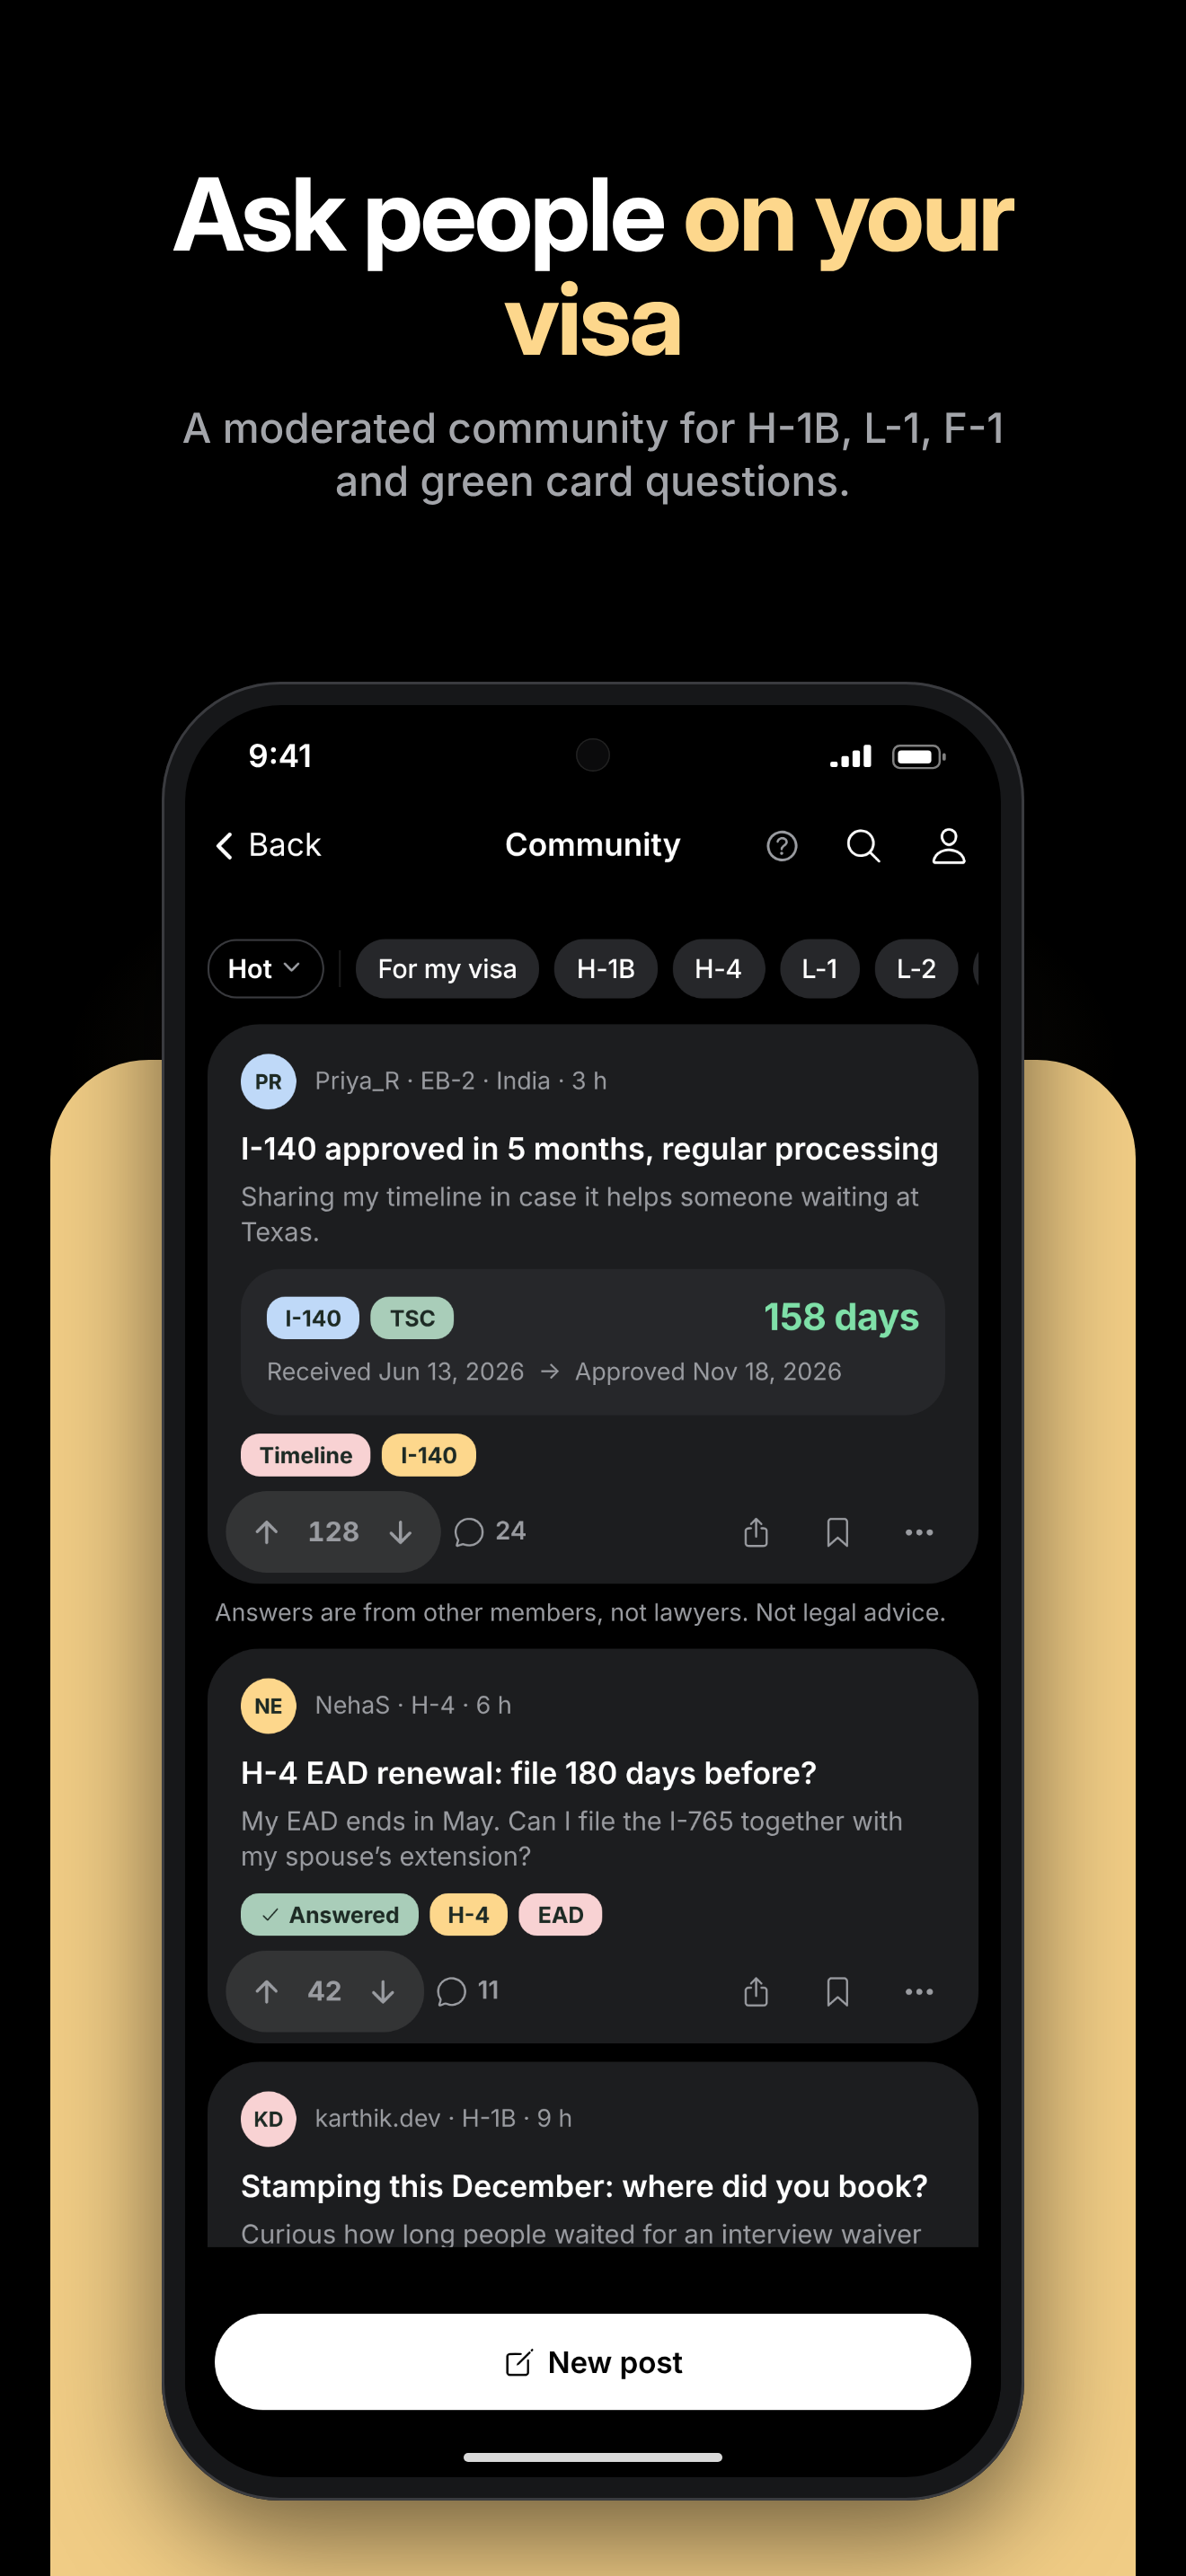 Ask people on your
visa
A moderated community for H-1B, L-1, F-1
and green card questions.
9:41
Back
Community
Hot
For my visa
H-1B
H-4
L-1
L-2
PR
Priya_R · EB-2 · India · 3 h
I-140 approved in 5 months, regular processing
Sharing my timeline in case it helps someone waiting at
Texas.
I-140
TSC
158 days
Received Jun 13, 2026 → Approved Nov 18, 2026
Timeline
I-140
128
24
Answers are from other members, not lawyers. Not legal advice.
NE
NehaS · H-4 · 6 h
H-4 EAD renewal: file 180 days before?
My EAD ends in May. Can I file the I-765 together with
my spouse’s extension?
✓ Answered
H-4
EAD
42
11
KD
karthik.dev · H-1B · 9 h
Stamping this December: where did you book?
Curious how long people waited for an interview waiver
New post